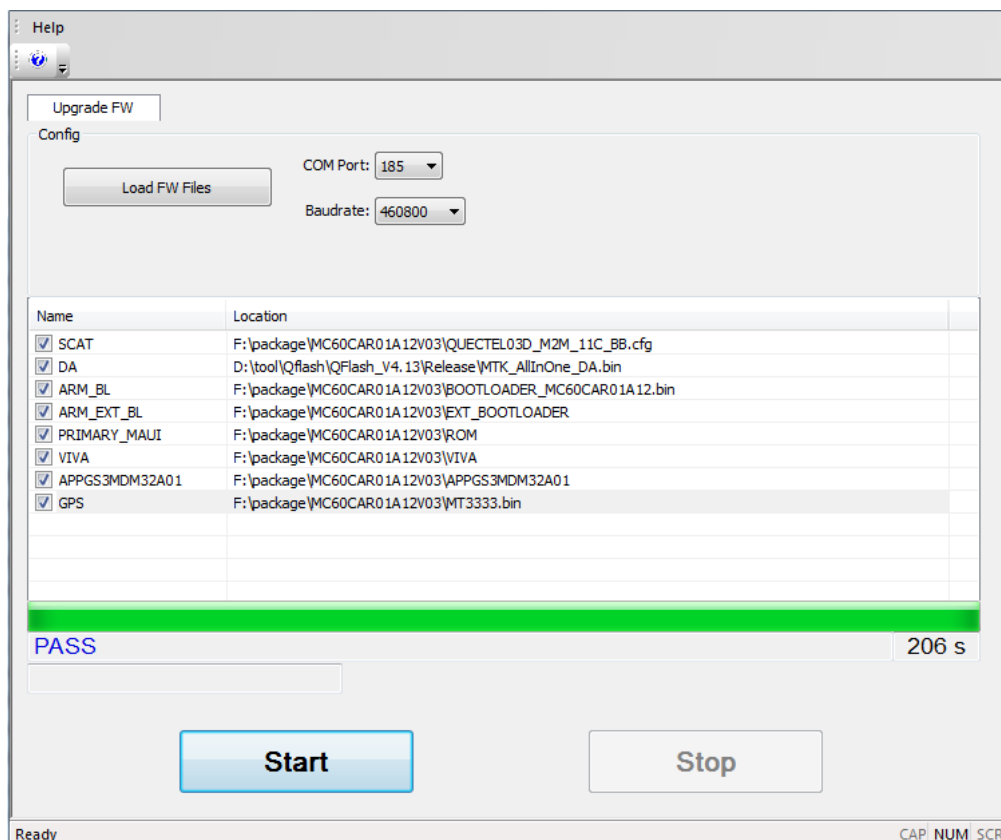 Help
Upgrade FW
Config
Load FW Files
COM Port: 185
Baudrate: 460800
Name Location
SCAT F:\package\MC60CAR01A12V03\QUECTEL03D_M2M_11C_BB.cfg
DA D:\tool\Qflash\QFlash_V4.13\Release\MTK_AllInOne_DA.bin
ARM_BL F:\package\MC60CAR01A12V03\BOOTLOADER_MC60CAR01A12.bin
ARM_EXT_BL F:\package\MC60CAR01A12V03\EXT_BOOTLOADER
PRIMARY_MAUI F:\package\MC60CAR01A12V03\ROM
VIVA F:\package\MC60CAR01A12V03\VIVA
APPGS3MDM32A01 F:\package\MC60CAR01A12V03\APPGS3MDM32A01
GPS F:\package\MC60CAR01A12V03\MT3333.bin
PASS 206 s
Start Stop
Ready CAP NUM SCR